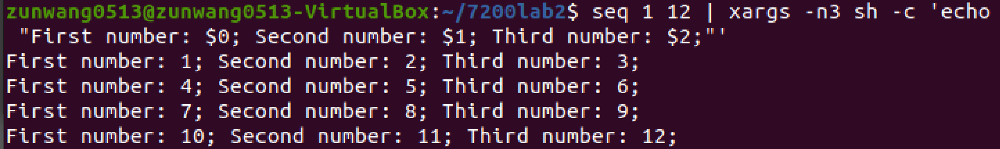 zunwang0513@zunwang0513-VirtualBox:~/7200lab2$ seq 1 12 | xargs -n3 sh -c 'echo
 "First number: $0; Second number: $1; Third number: $2;"'
First number: 1; Second number: 2; Third number: 3;
First number: 4; Second number: 5; Third number: 6;
First number: 7; Second number: 8; Third number: 9;
First number: 10; Second number: 11; Third number: 12;